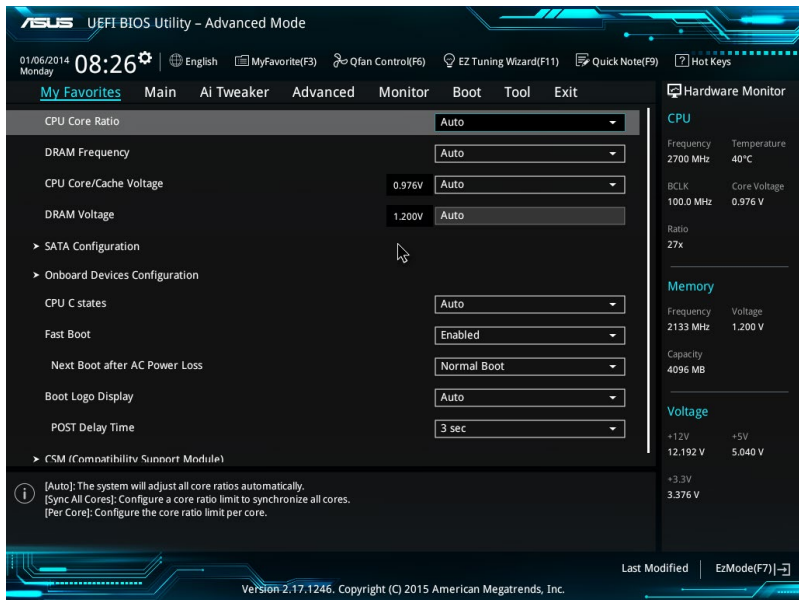 ASUS UEFI BIOS Utility – Advanced Mode
01/06/2014
Monday
08:26
English
MyFavorite(F3)
Qfan Control(F6)
EZ Tuning Wizard(F11)
Quick Note(F9)
? Hot Keys
My Favorites Main Ai Tweaker Advanced Monitor Boot Tool Exit
CPU Core Ratio Auto
DRAM Frequency Auto
CPU Core/Cache Voltage 0.976V Auto
DRAM Voltage 1.200V Auto
> SATA Configuration
> Onboard Devices Configuration
CPU C states Auto
Fast Boot Enabled
Next Boot after AC Power Loss Normal Boot
Boot Logo Display Auto
POST Delay Time 3 sec
> CSM (Compatibility Support Module)
i
[Auto]: The system will adjust all core ratios automatically.
[Sync All Cores]: Configure a core ratio limit to synchronize all cores.
[Per Core]: Configure the core ratio limit per core.
Hardware Monitor
CPU
Frequency Temperature
2700 MHz 40°C
BCLK Core Voltage
100.0 MHz 0.976 V
Ratio
27x
Memory
Frequency Voltage
2133 MHz 1.200 V
Capacity
4096 MB
Voltage
+12V +5V
12.192 V 5.040 V
+3.3V
3.376 V
Last Modified EzMode(F7)
Version 2.17.1246. Copyright (C) 2015 American Megatrends, Inc.